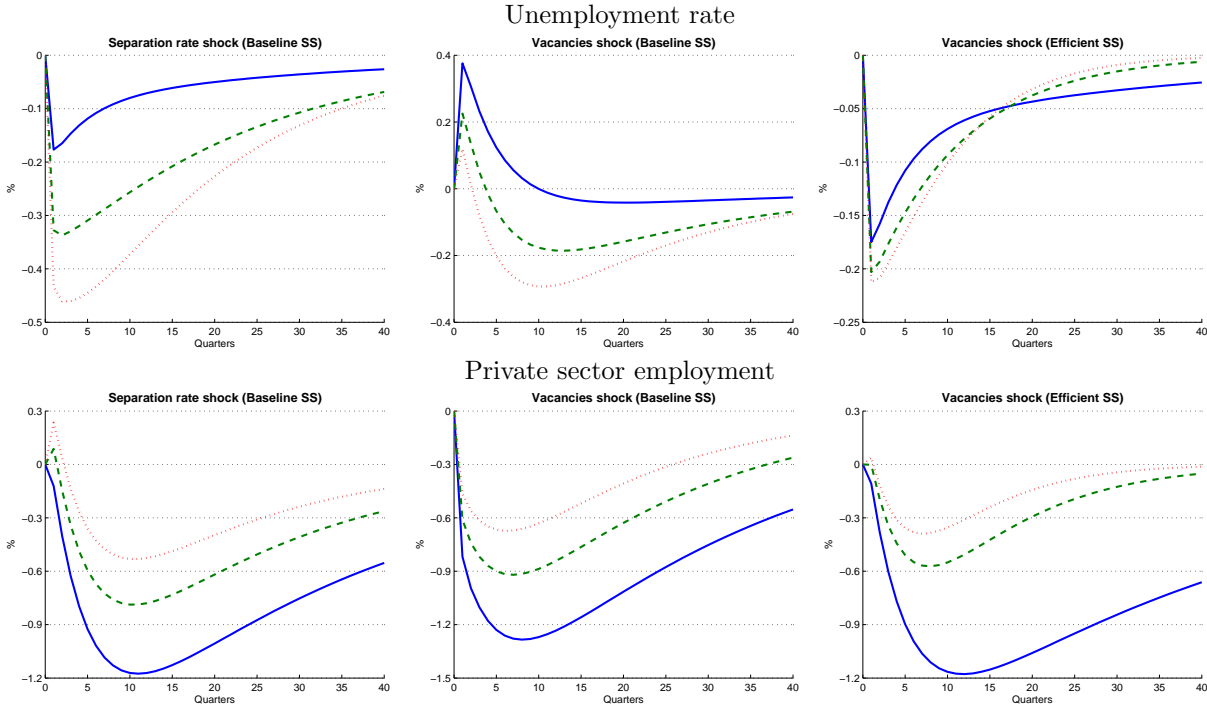 Unemployment rate
Separation rate shock (Baseline SS)
0
−0.1
−0.2
−0.3
−0.4
−0.5
%
0 5 10 15 20 25 30 35 40
Quarters
Vacancies shock (Baseline SS)
0.4
0.2
0
−0.2
−0.4
%
0 5 10 15 20 25 30 35 40
Quarters
Vacancies shock (Efficient SS)
0
−0.05
−0.1
−0.15
−0.2
−0.25
%
0 5 10 15 20 25 30 35 40
Quarters
Private sector employment
Separation rate shock (Baseline SS)
0.3
0
−0.3
−0.6
−0.9
−1.2
%
0 5 10 15 20 25 30 35 40
Quarters
Vacancies shock (Baseline SS)
0
−0.3
−0.6
−0.9
−1.2
−1.5
%
0 5 10 15 20 25 30 35 40
Quarters
Vacancies shock (Efficient SS)
0.3
0
−0.3
−0.6
−0.9
−1.2
%
0 5 10 15 20 25 30 35 40
Quarters